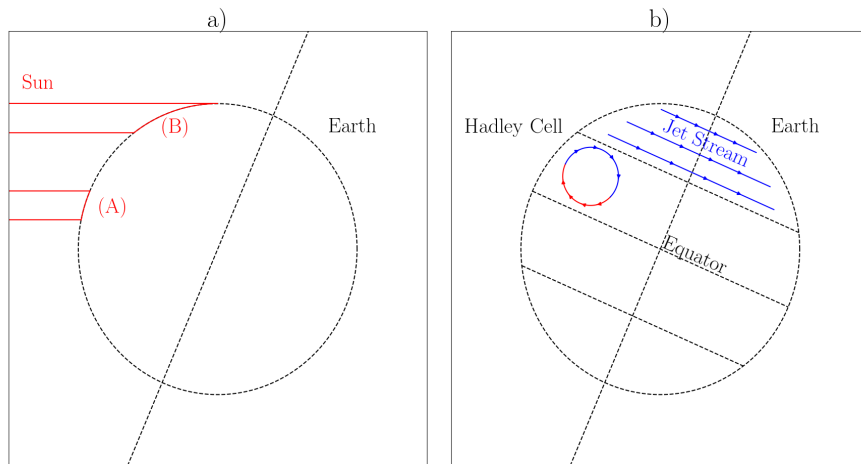 a)
Sun
(B)
Earth
(A)
b)
Hadley Cell
Jet Stream
Earth
Equator